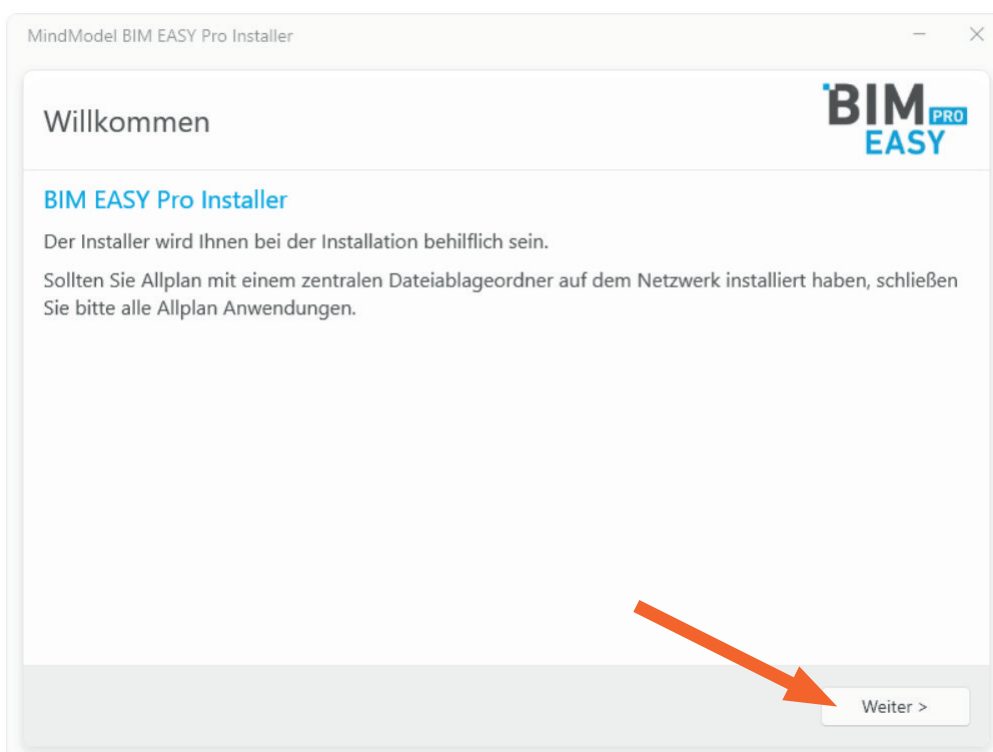 MindModel BIM EASY Pro Installer
Willkommen
BIM PRO
EASY
BIM EASY Pro Installer
Der Installer wird Ihnen bei der Installation behilflich sein.
Sollten Sie Allplan mit einem zentralen Dateiablageordner auf dem Netzwerk installiert haben, schließen
Sie bitte alle Allplan Anwendungen.
Weiter >